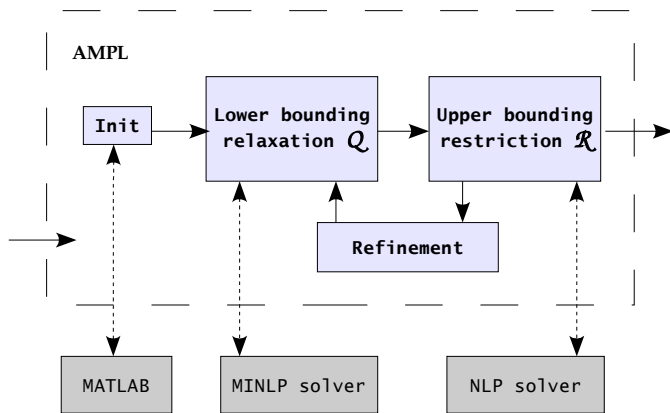 AMPL
Init
Lower bounding
relaxation Q
Upper bounding
restriction R
Refinement
MATLAB
MINLP solver
NLP solver